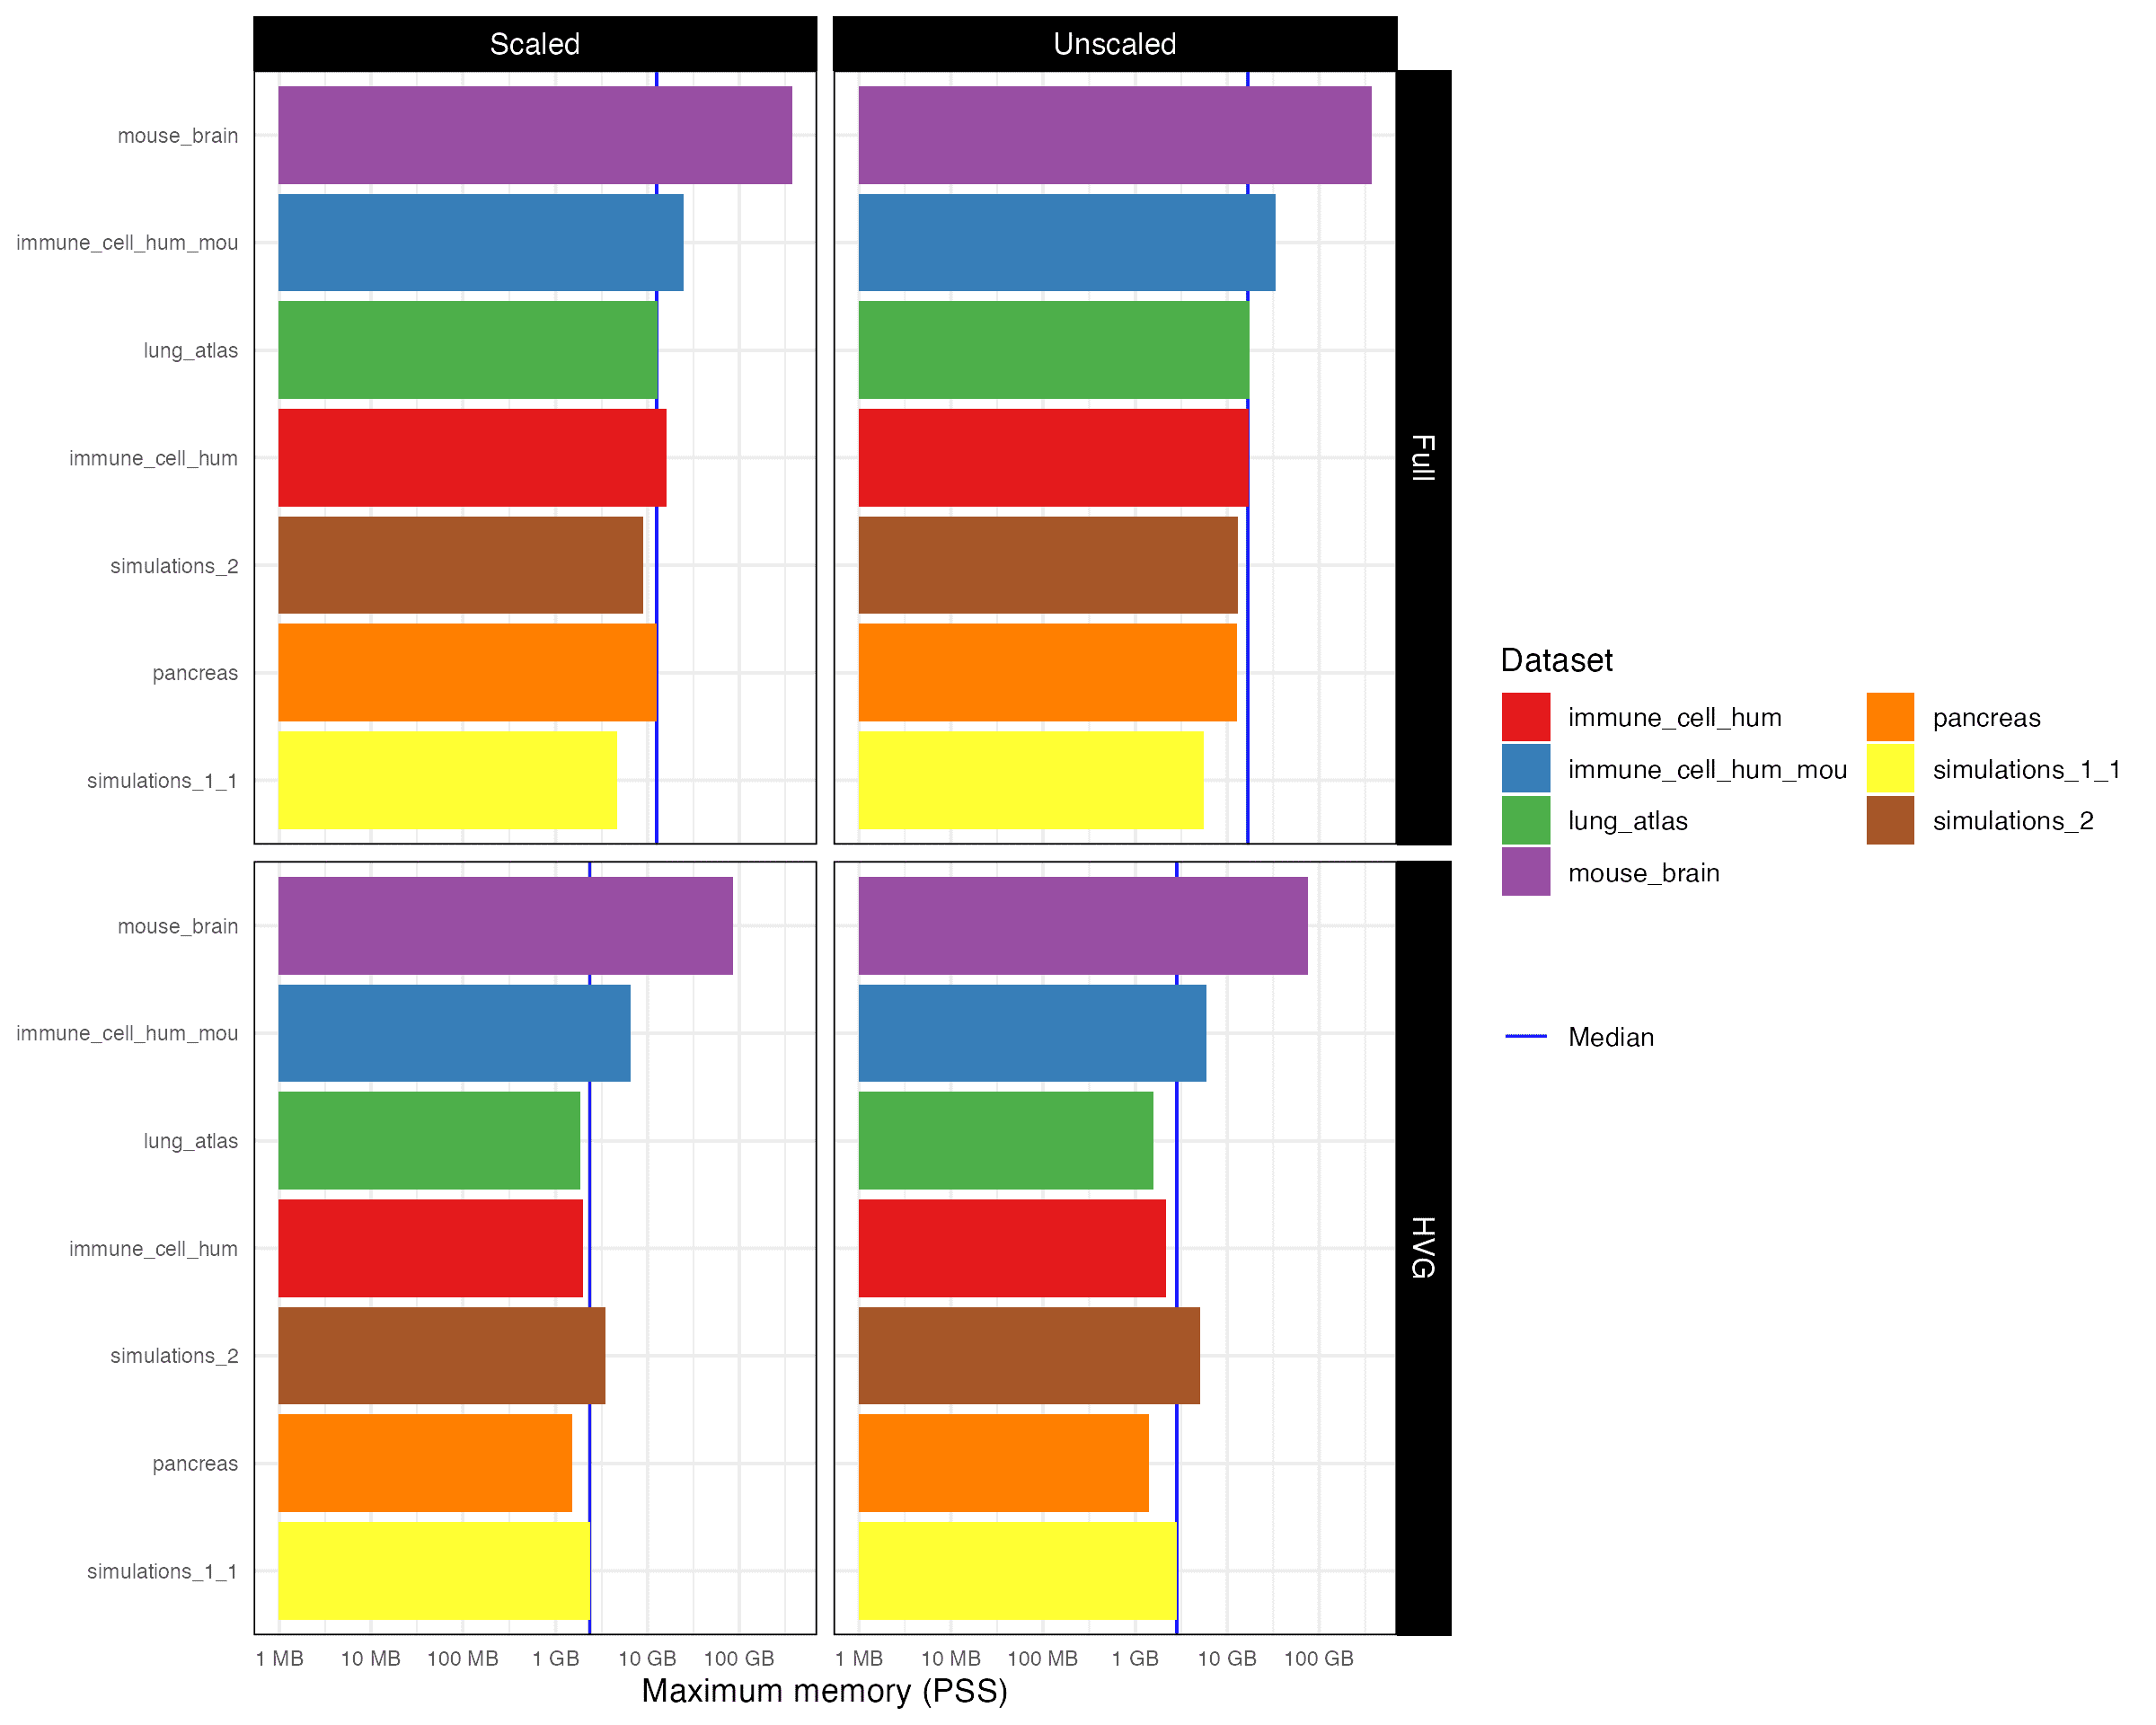 Scaled
Unscaled
mouse_brain
immune_cell_hum_mou
lung_atlas
immune_cell_hum
simulations_2
pancreas
simulations_1_1
Full
mouse_brain
immune_cell_hum_mou
lung_atlas
immune_cell_hum
simulations_2
pancreas
simulations_1_1
HVG
1 MB 10 MB 100 MB 1 GB 10 GB 100 GB
1 MB 10 MB 100 MB 1 GB 10 GB 100 GB
Maximum memory (PSS)
Dataset
immune_cell_hum
immune_cell_hum_mou
lung_atlas
mouse_brain
pancreas
simulations_1_1
simulations_2
Median